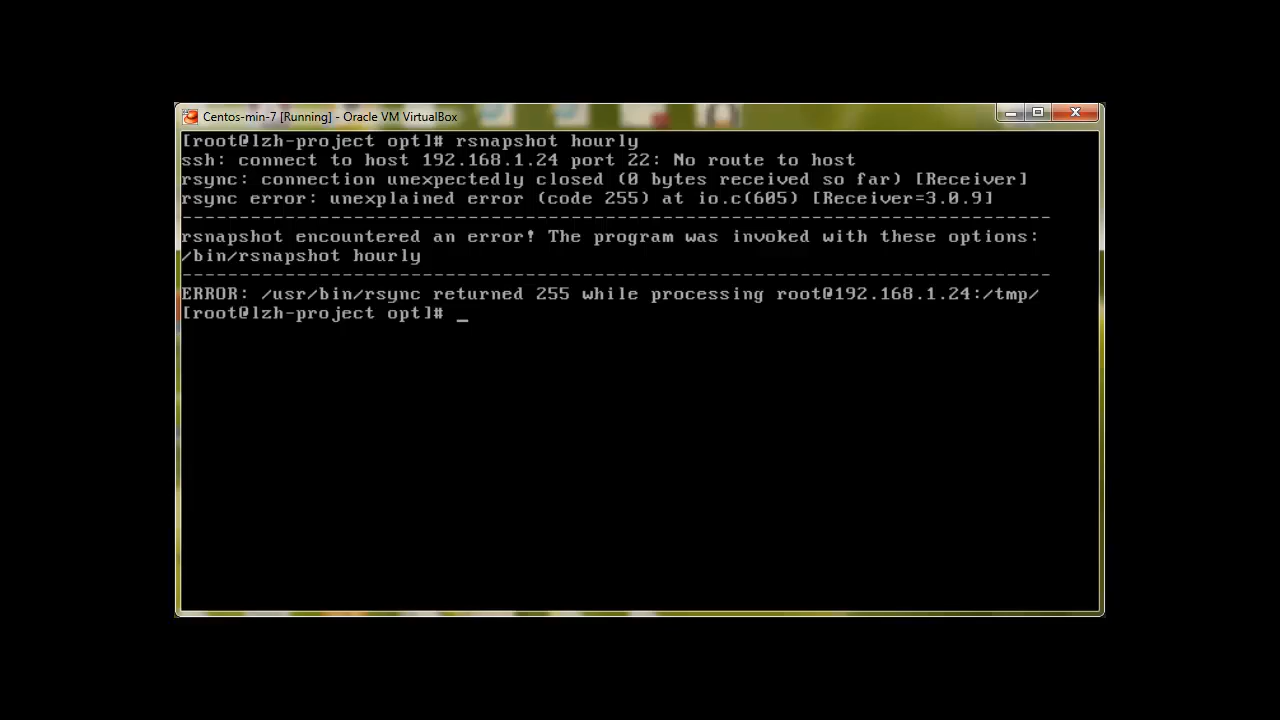 Centos-min-7 [Running] - Oracle VM VirtualBox
[root@lzh-project opt]# rsnapshot hourly
ssh: connect to host 192.168.1.24 port 22: No route to host
rsync: connection unexpectedly closed (0 bytes received so far) [Receiver]
rsync error: unexplained error (code 255) at io.c(605) [Receiver=3.0.9]
----------------------------------------------------------------------------
rsnapshot encountered an error! The program was invoked with these options:
/bin/rsnapshot hourly
----------------------------------------------------------------------------
ERROR: /usr/bin/rsync returned 255 while processing root@192.168.1.24:/tmp/
[root@lzh-project opt]# _